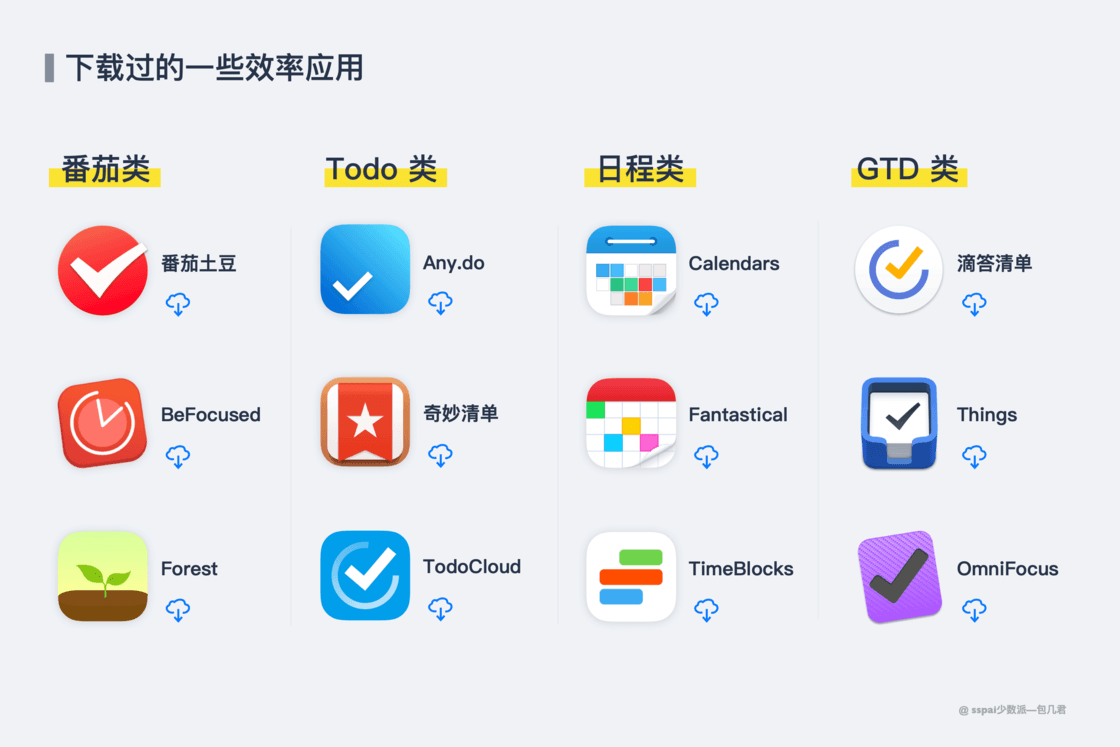 下载过的一些效率应用
番茄类
番茄土豆
BeFocused
Forest
Todo 类
Any.do
奇妙清单
TodoCloud
日程类
Calendars
Fantastical
TimeBlocks
GTD 类
滴答清单
Things
OmniFocus
@ sspai少数派—包几君